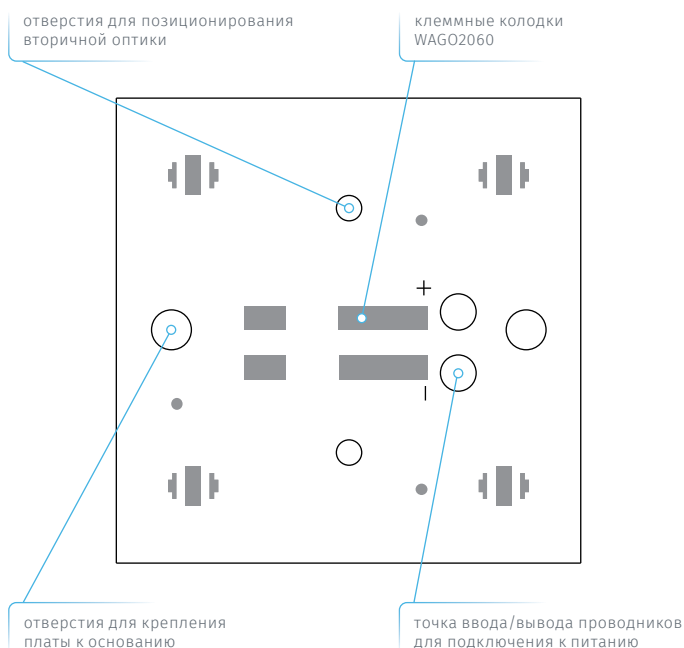 отверстия для позиционирования
вторичной оптики
клеммные колодки
WAGO2060
+
–
отверстия для крепления
платы к основанию
точка ввода/вывода проводников
для подключения к питанию